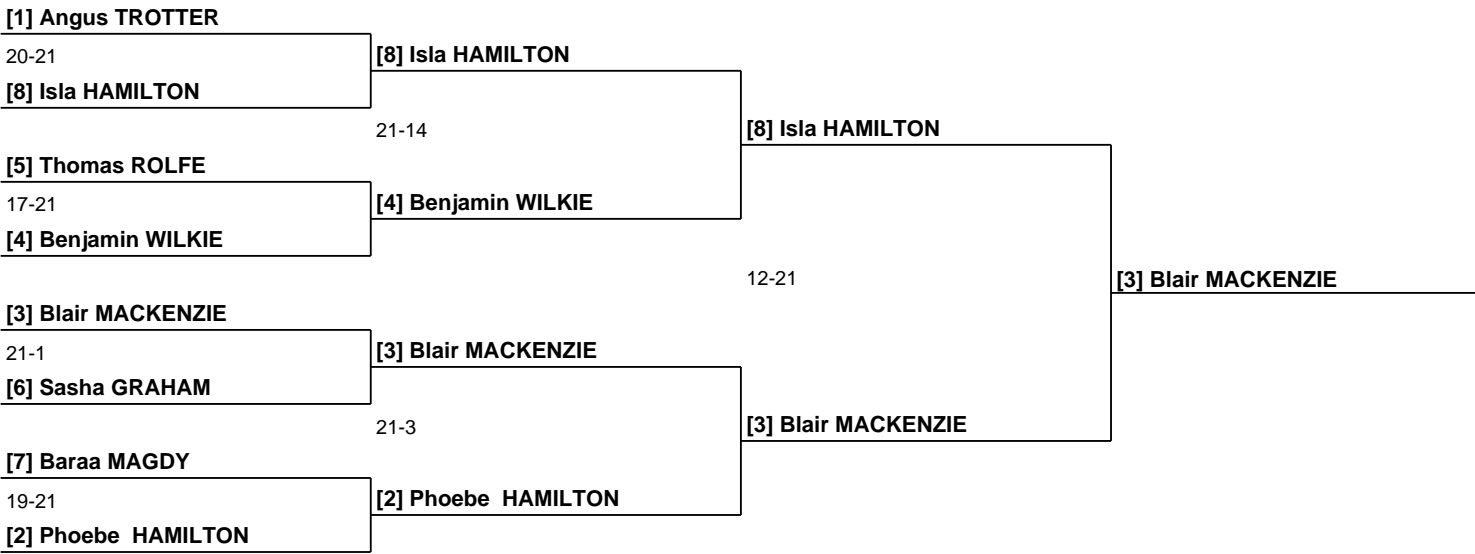 [1] Angus TROTTER
20-21
[8] Isla HAMILTON
[8] Isla HAMILTON
21-14
[8] Isla HAMILTON
[5] Thomas ROLFE
17-21
[4] Benjamin WILKIE
[4] Benjamin WILKIE
12-21
[3] Blair MACKENZIE
[3] Blair MACKENZIE
21-1
[3] Blair MACKENZIE
[6] Sasha GRAHAM
21-3
[3] Blair MACKENZIE
[7] Baraa MAGDY
19-21
[2] Phoebe  HAMILTON
[2] Phoebe  HAMILTON